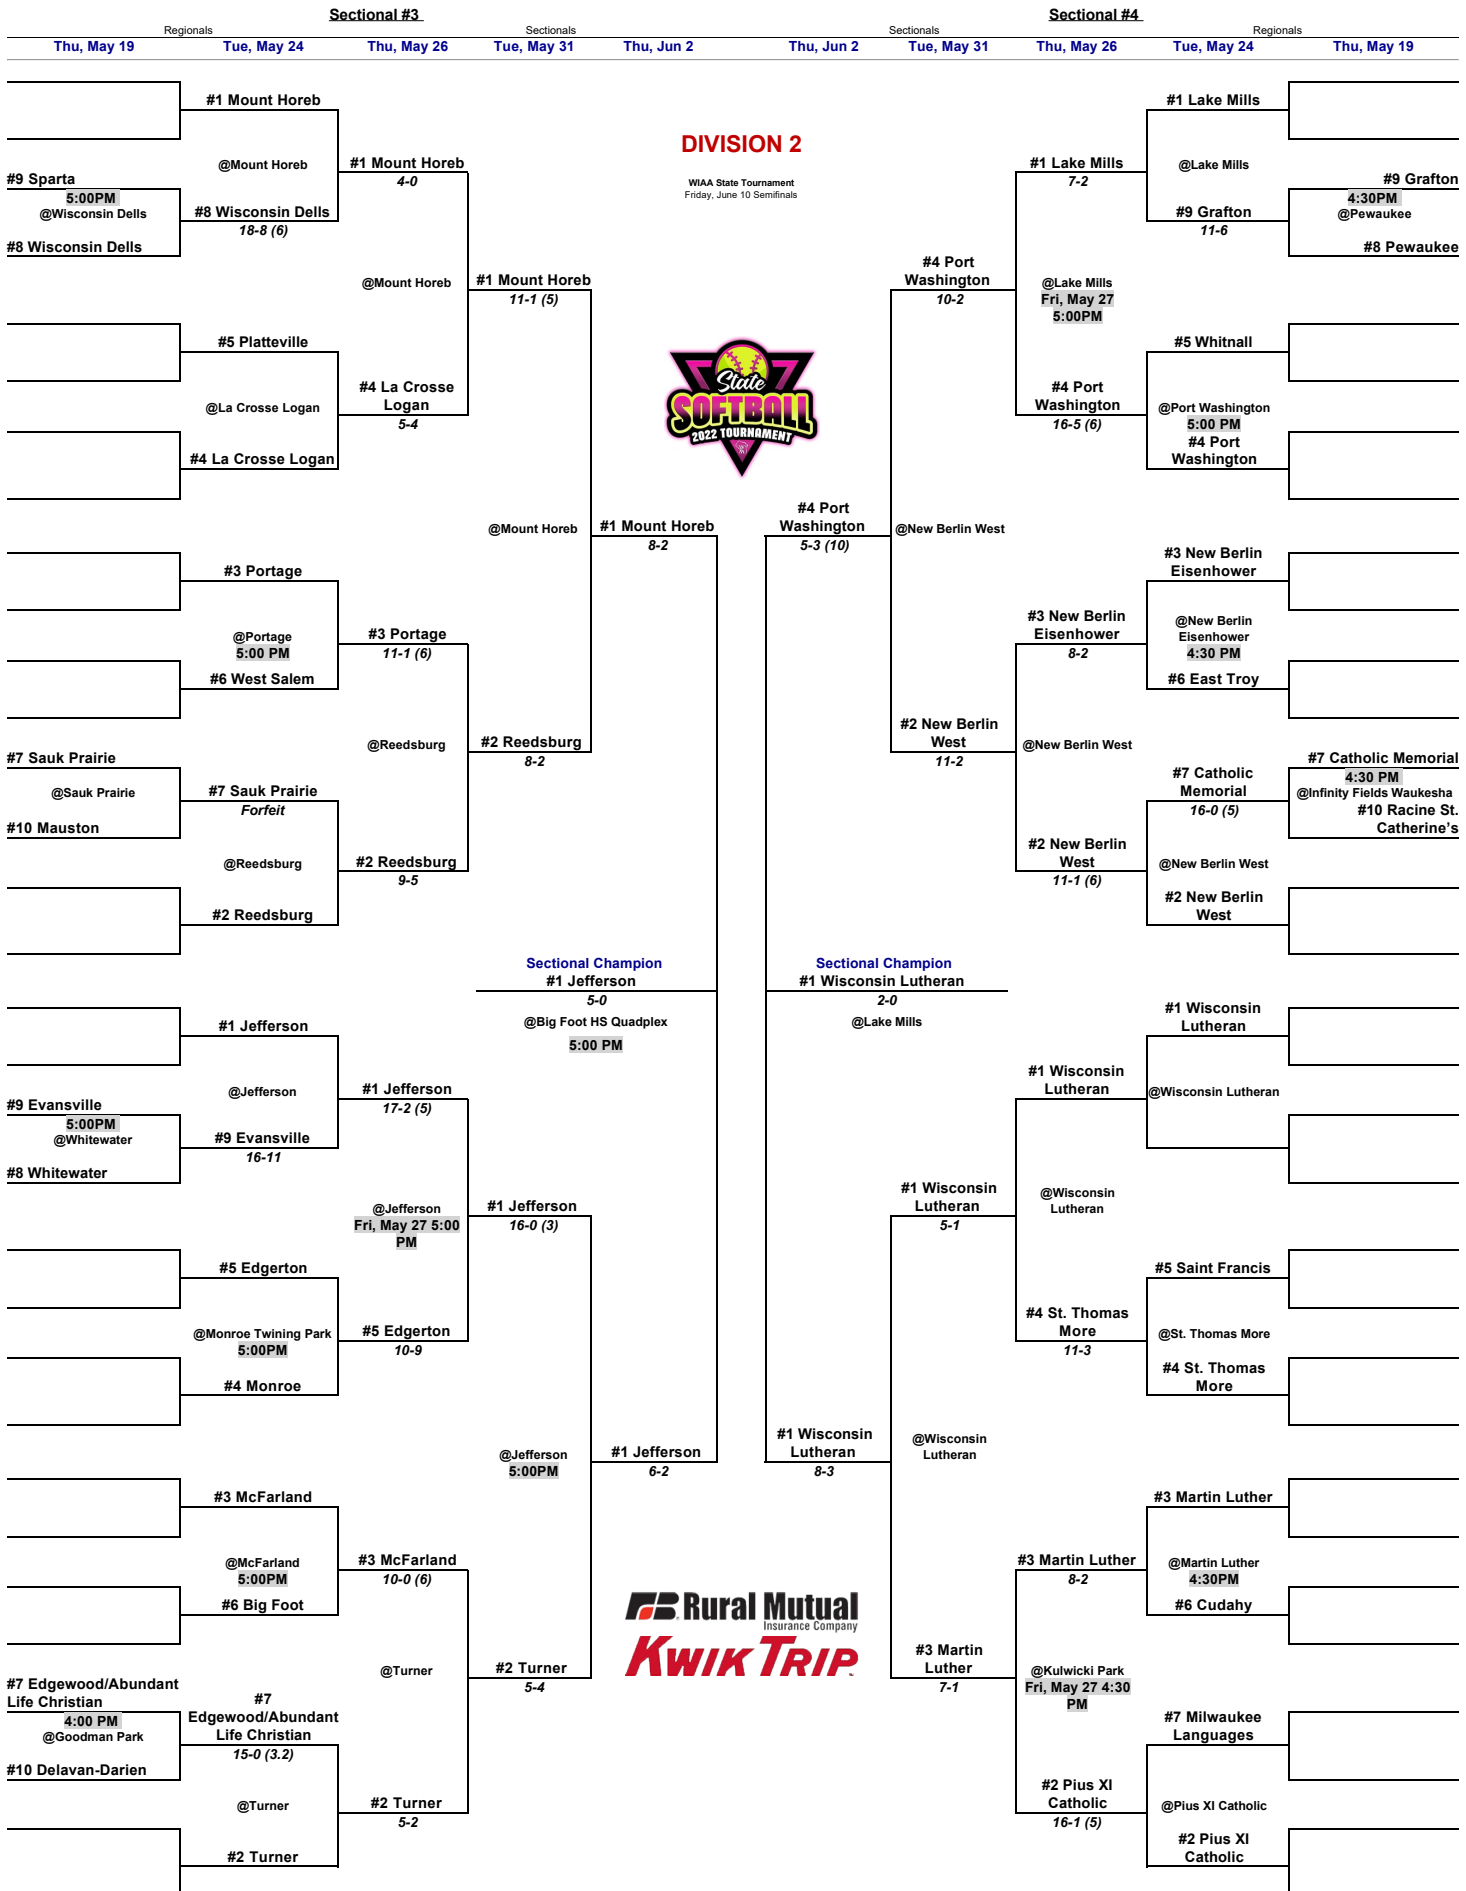 Sectional #3
Sectional #4
Regionals
Sectionals
Sectionals
Regionals
Thu, May 19
Tue, May 24
Thu, May 26
Tue, May 31
Thu, Jun 2
Thu, Jun 2
Tue, May 31
Thu, May 26
Tue, May 24
Thu, May 19
DIVISION 2
WIAA State Tournament
Friday, June 10 Semifinals
State
SOFTBALL
2022 TOURNAMENT
#1 Mount Horeb
@Mount Horeb
#1 Mount Horeb
4-0
#9 Sparta
5:00PM
@Wisconsin Dells
#8 Wisconsin Dells
#8 Wisconsin Dells
18-8 (6)
@Mount Horeb
#1 Mount Horeb
11-1 (5)
#5 Platteville
@La Crosse Logan
#4 La Crosse
Logan
5-4
#4 La Crosse Logan
@Mount Horeb
#1 Mount Horeb
8-2
#3 Portage
@Portage
5:00 PM
#3 Portage
11-1 (6)
#6 West Salem
@Reedsburg
#2 Reedsburg
8-2
#7 Sauk Prairie
@Sauk Prairie
#10 Mauston
#7 Sauk Prairie
Forfeit
@Reedsburg
#2 Reedsburg
9-5
#2 Reedsburg
Sectional Champion
#1 Jefferson
5-0
@Big Foot HS Quadplex
5:00 PM
#1 Jefferson
@Jefferson
#1 Jefferson
17-2 (5)
#9 Evansville
5:00PM
@Whitewater
#8 Whitewater
#9 Evansville
16-11
@Jefferson
Fri, May 27 5:00
PM
#1 Jefferson
16-0 (3)
#5 Edgerton
@Monroe Twining Park
5:00PM
#5 Edgerton
10-9
#4 Monroe
@Jefferson
5:00PM
#1 Jefferson
6-2
#3 McFarland
@McFarland
5:00PM
#3 McFarland
10-0 (6)
#6 Big Foot
@Turner
#2 Turner
5-4
#7 Edgewood/Abundant
Life Christian
4:00 PM
@Goodman Park
#10 Delavan-Darien
#7
Edgewood/Abundant
Life Christian
15-0 (3.2)
@Turner
#2 Turner
5-2
#2 Turner
#1 Lake Mills
#1 Lake Mills
7-2
@Lake Mills
#9 Grafton
4:30PM
@Pewaukee
#8 Pewaukee
#9 Grafton
11-6
#4 Port
Washington
10-2
@Lake Mills
Fri, May 27
5:00PM
#5 Whitnall
#4 Port
Washington
16-5 (6)
@Port Washington
5:00 PM
#4 Port
Washington
#4 Port
Washington
5-3 (10)
@New Berlin West
#3 New Berlin
Eisenhower
#3 New Berlin
Eisenhower
8-2
@New Berlin
Eisenhower
4:30 PM
#6 East Troy
#2 New Berlin
West
11-2
@New Berlin West
#7 Catholic Memorial
4:30 PM
@Infinity Fields Waukesha
#10 Racine St.
Catherine's
#7 Catholic
Memorial
16-0 (5)
#2 New Berlin
West
11-1 (6)
@New Berlin West
#2 New Berlin
West
Sectional Champion
#1 Wisconsin Lutheran
2-0
@Lake Mills
#1 Wisconsin
Lutheran
#1 Wisconsin
Lutheran
@Wisconsin Lutheran
#1 Wisconsin
Lutheran
5-1
@Wisconsin
Lutheran
#5 Saint Francis
#4 St. Thomas
More
11-3
@St. Thomas More
#4 St. Thomas
More
#1 Wisconsin
Lutheran
8-3
@Wisconsin
Lutheran
#3 Martin Luther
#3 Martin Luther
8-2
@Martin Luther
4:30PM
#6 Cudahy
#3 Martin
Luther
7-1
@Kulwicki Park
Fri, May 27 4:30
PM
#7 Milwaukee
Languages
#2 Pius XI
Catholic
16-1 (5)
@Pius XI Catholic
#2 Pius XI
Catholic
Rural Mutual
Insurance Company
KWIK TRIP